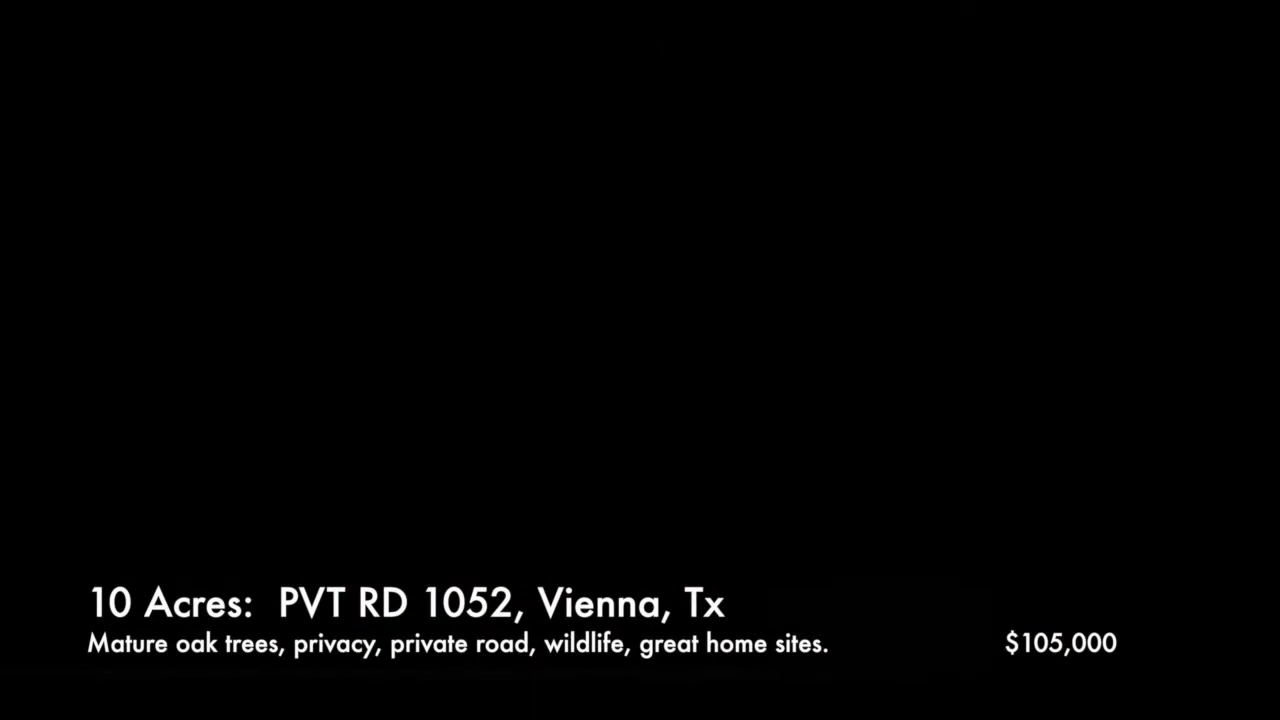 10 Acres:  PVT RD 1052, Vienna, Tx
Mature oak trees, privacy, private road, wildlife, great home sites. $105,000